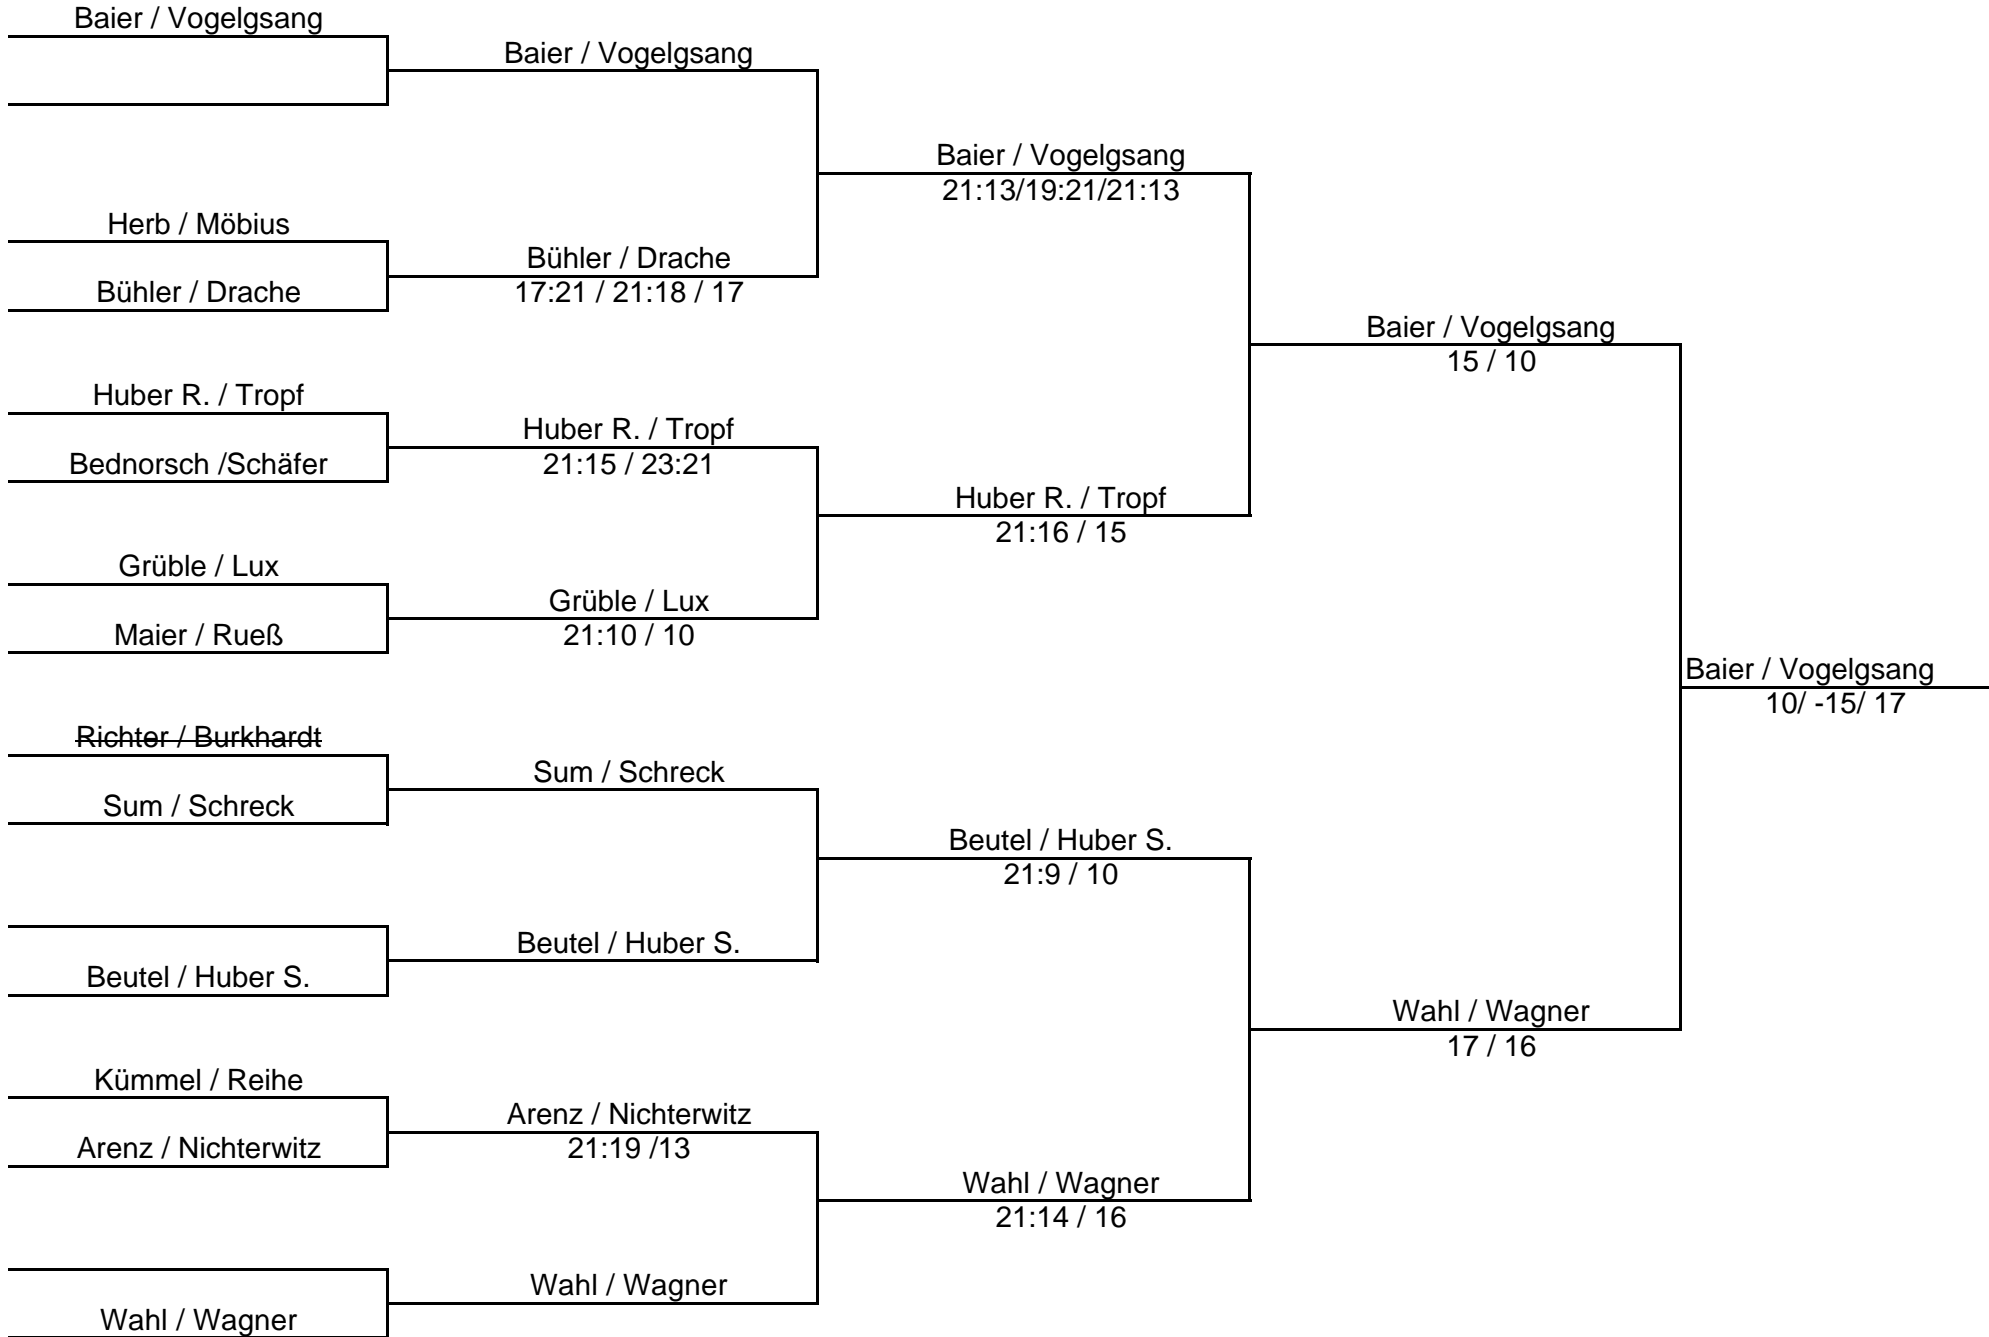 Baier / Vogelgsang
Baier / Vogelgsang
Baier / Vogelgsang
21:13/19:21/21:13
Herb / Möbius
Bühler / Drache
17:21 / 21:18 / 17
Bühler / Drache
Baier / Vogelgsang
15 / 10
Huber R. / Tropf
Huber R. / Tropf
21:15 / 23:21
Bednorsch /Schäfer
Huber R. / Tropf
21:16 / 15
Grüble / Lux
Grüble / Lux
21:10 / 10
Maier / Rueß
Baier / Vogelgsang
10/ -15/ 17
Richter / Burkhardt
Sum / Schreck
Sum / Schreck
Beutel / Huber S.
21:9 / 10
Beutel / Huber S.
Beutel / Huber S.
Wahl / Wagner
17 / 16
Kümmel / Reihe
Arenz / Nichterwitz
21:19 /13
Arenz / Nichterwitz
Wahl / Wagner
21:14 / 16
Wahl / Wagner
Wahl / Wagner